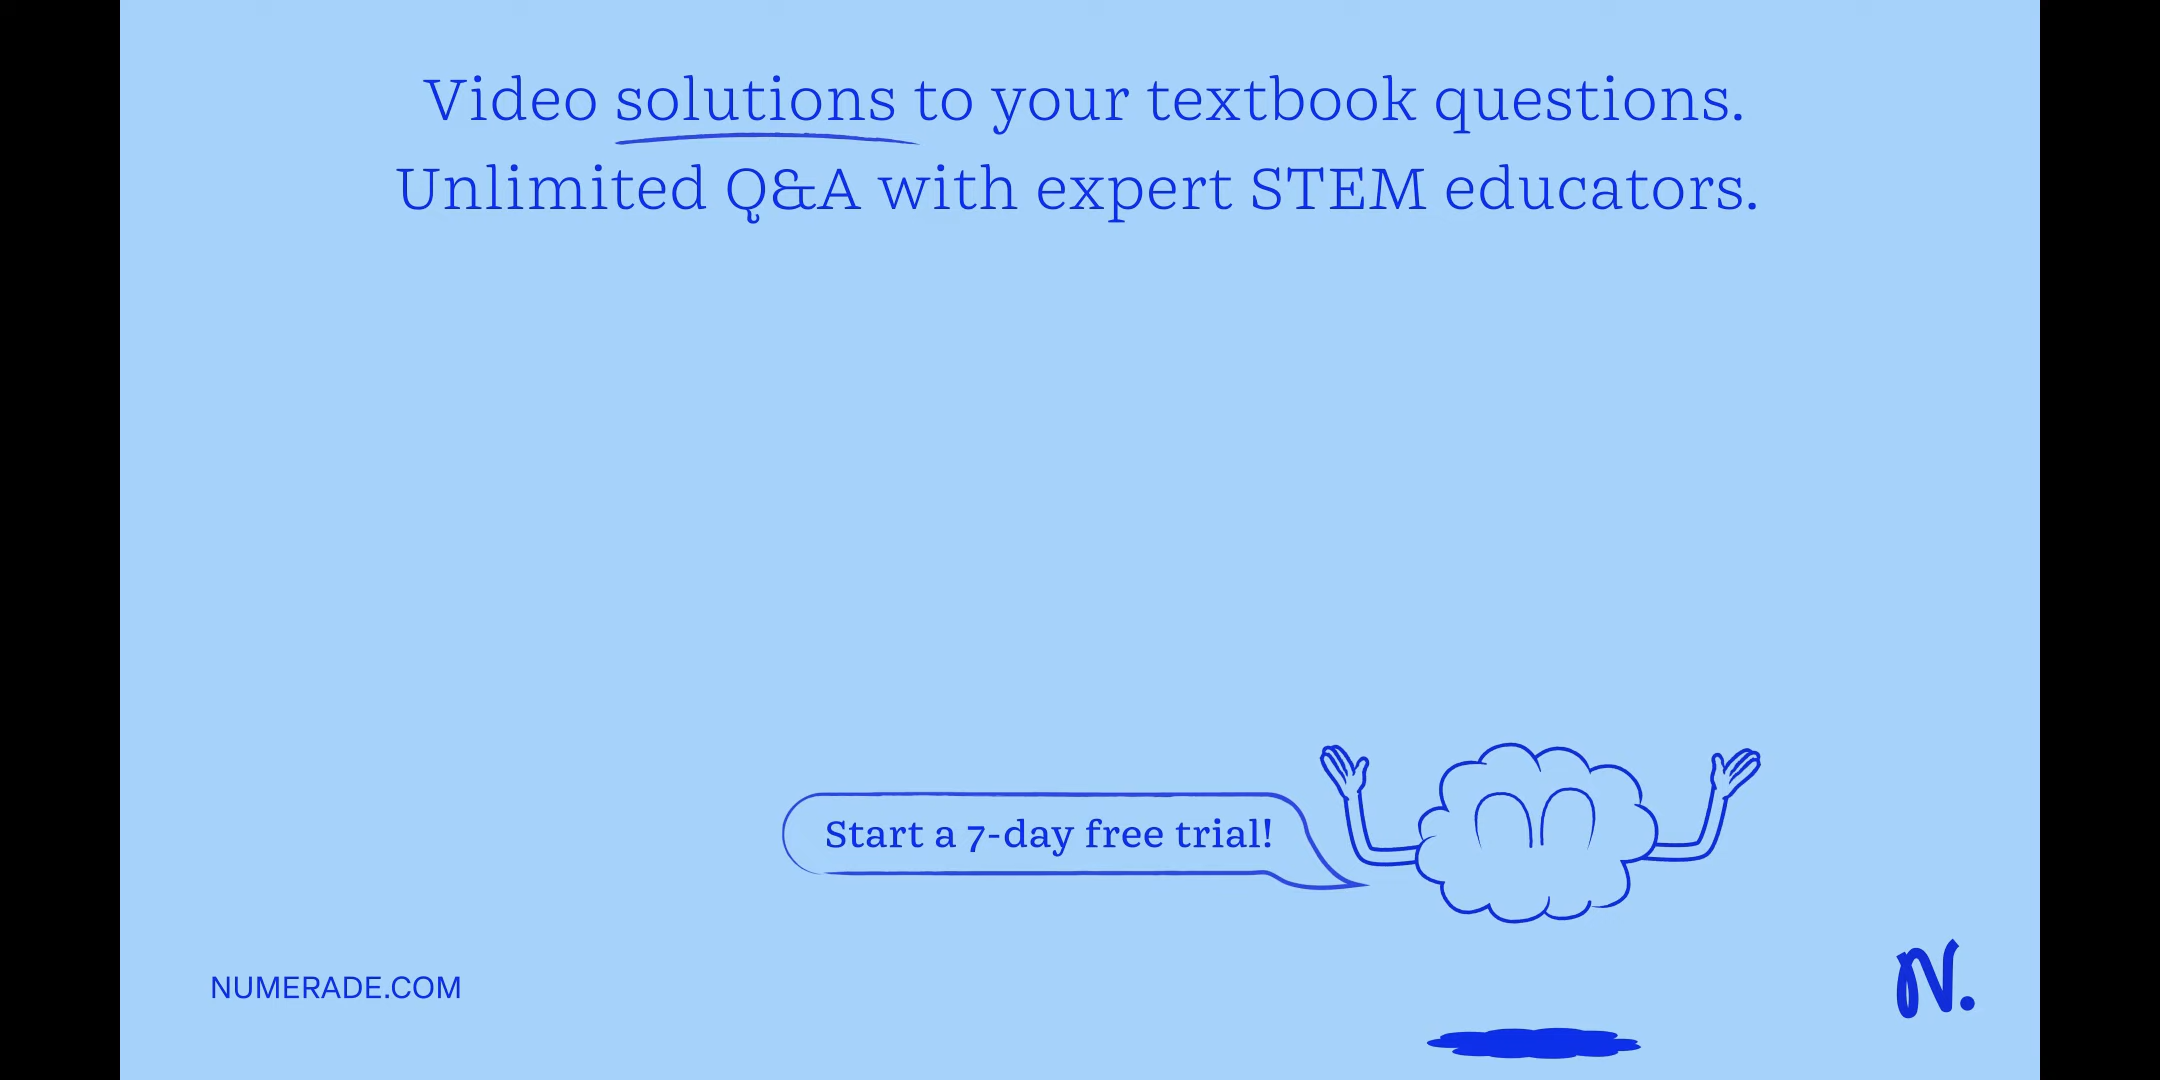 Video solutions to your textbook questions.
Unlimited Q&A with expert STEM educators.
Start a 7-day free trial!
NUMERADE.COM
N.